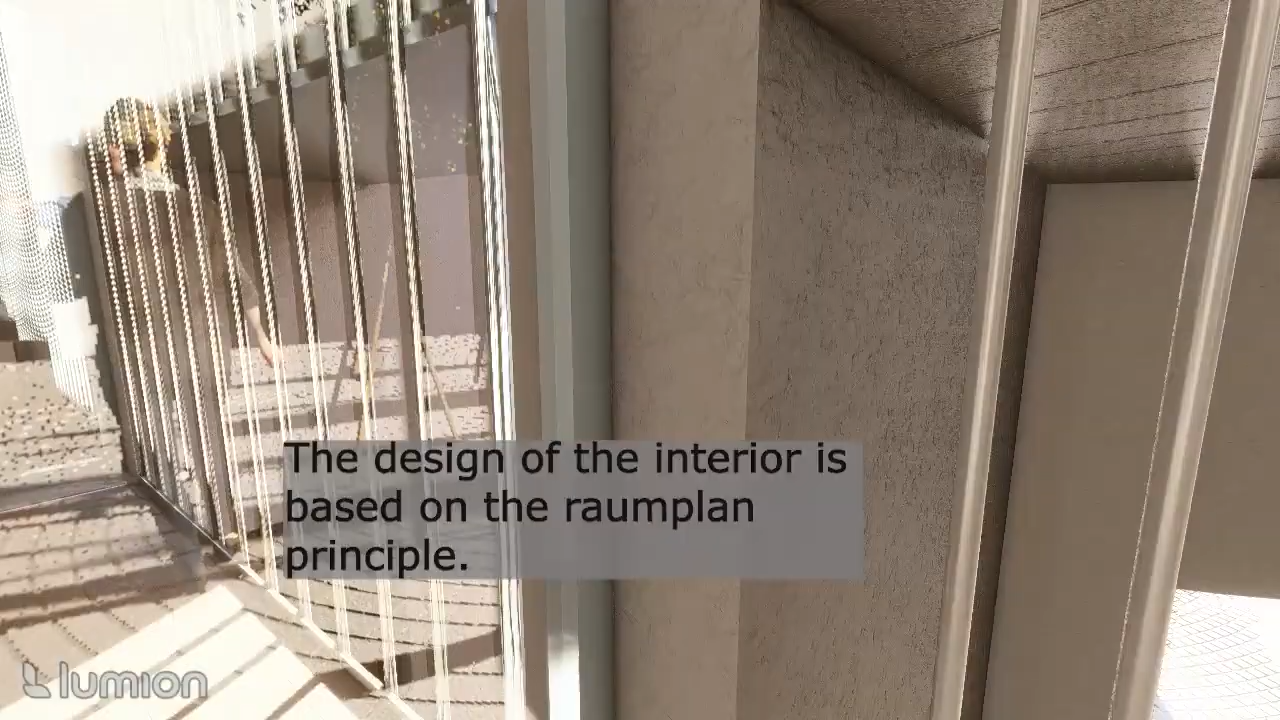 The design of the interior is
based on the raumplan
principle.
lumion